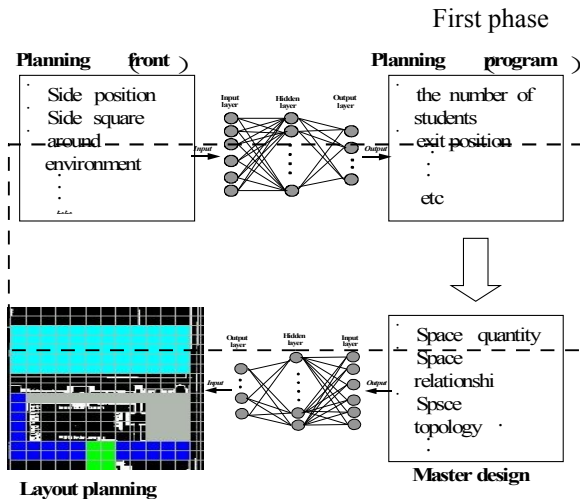 First phase
Planning (front)
Planning (program)
Side position
Side square
around
environment
Input
layer
Hidden
layer
Output
layer
Input
Output
the number of
students
exit position
etc
Space quantity
Space
relationshi
Spsce
topology
Output
layer
Hidden
layer
Input
layer
Input
Output
Layout planning
Master design